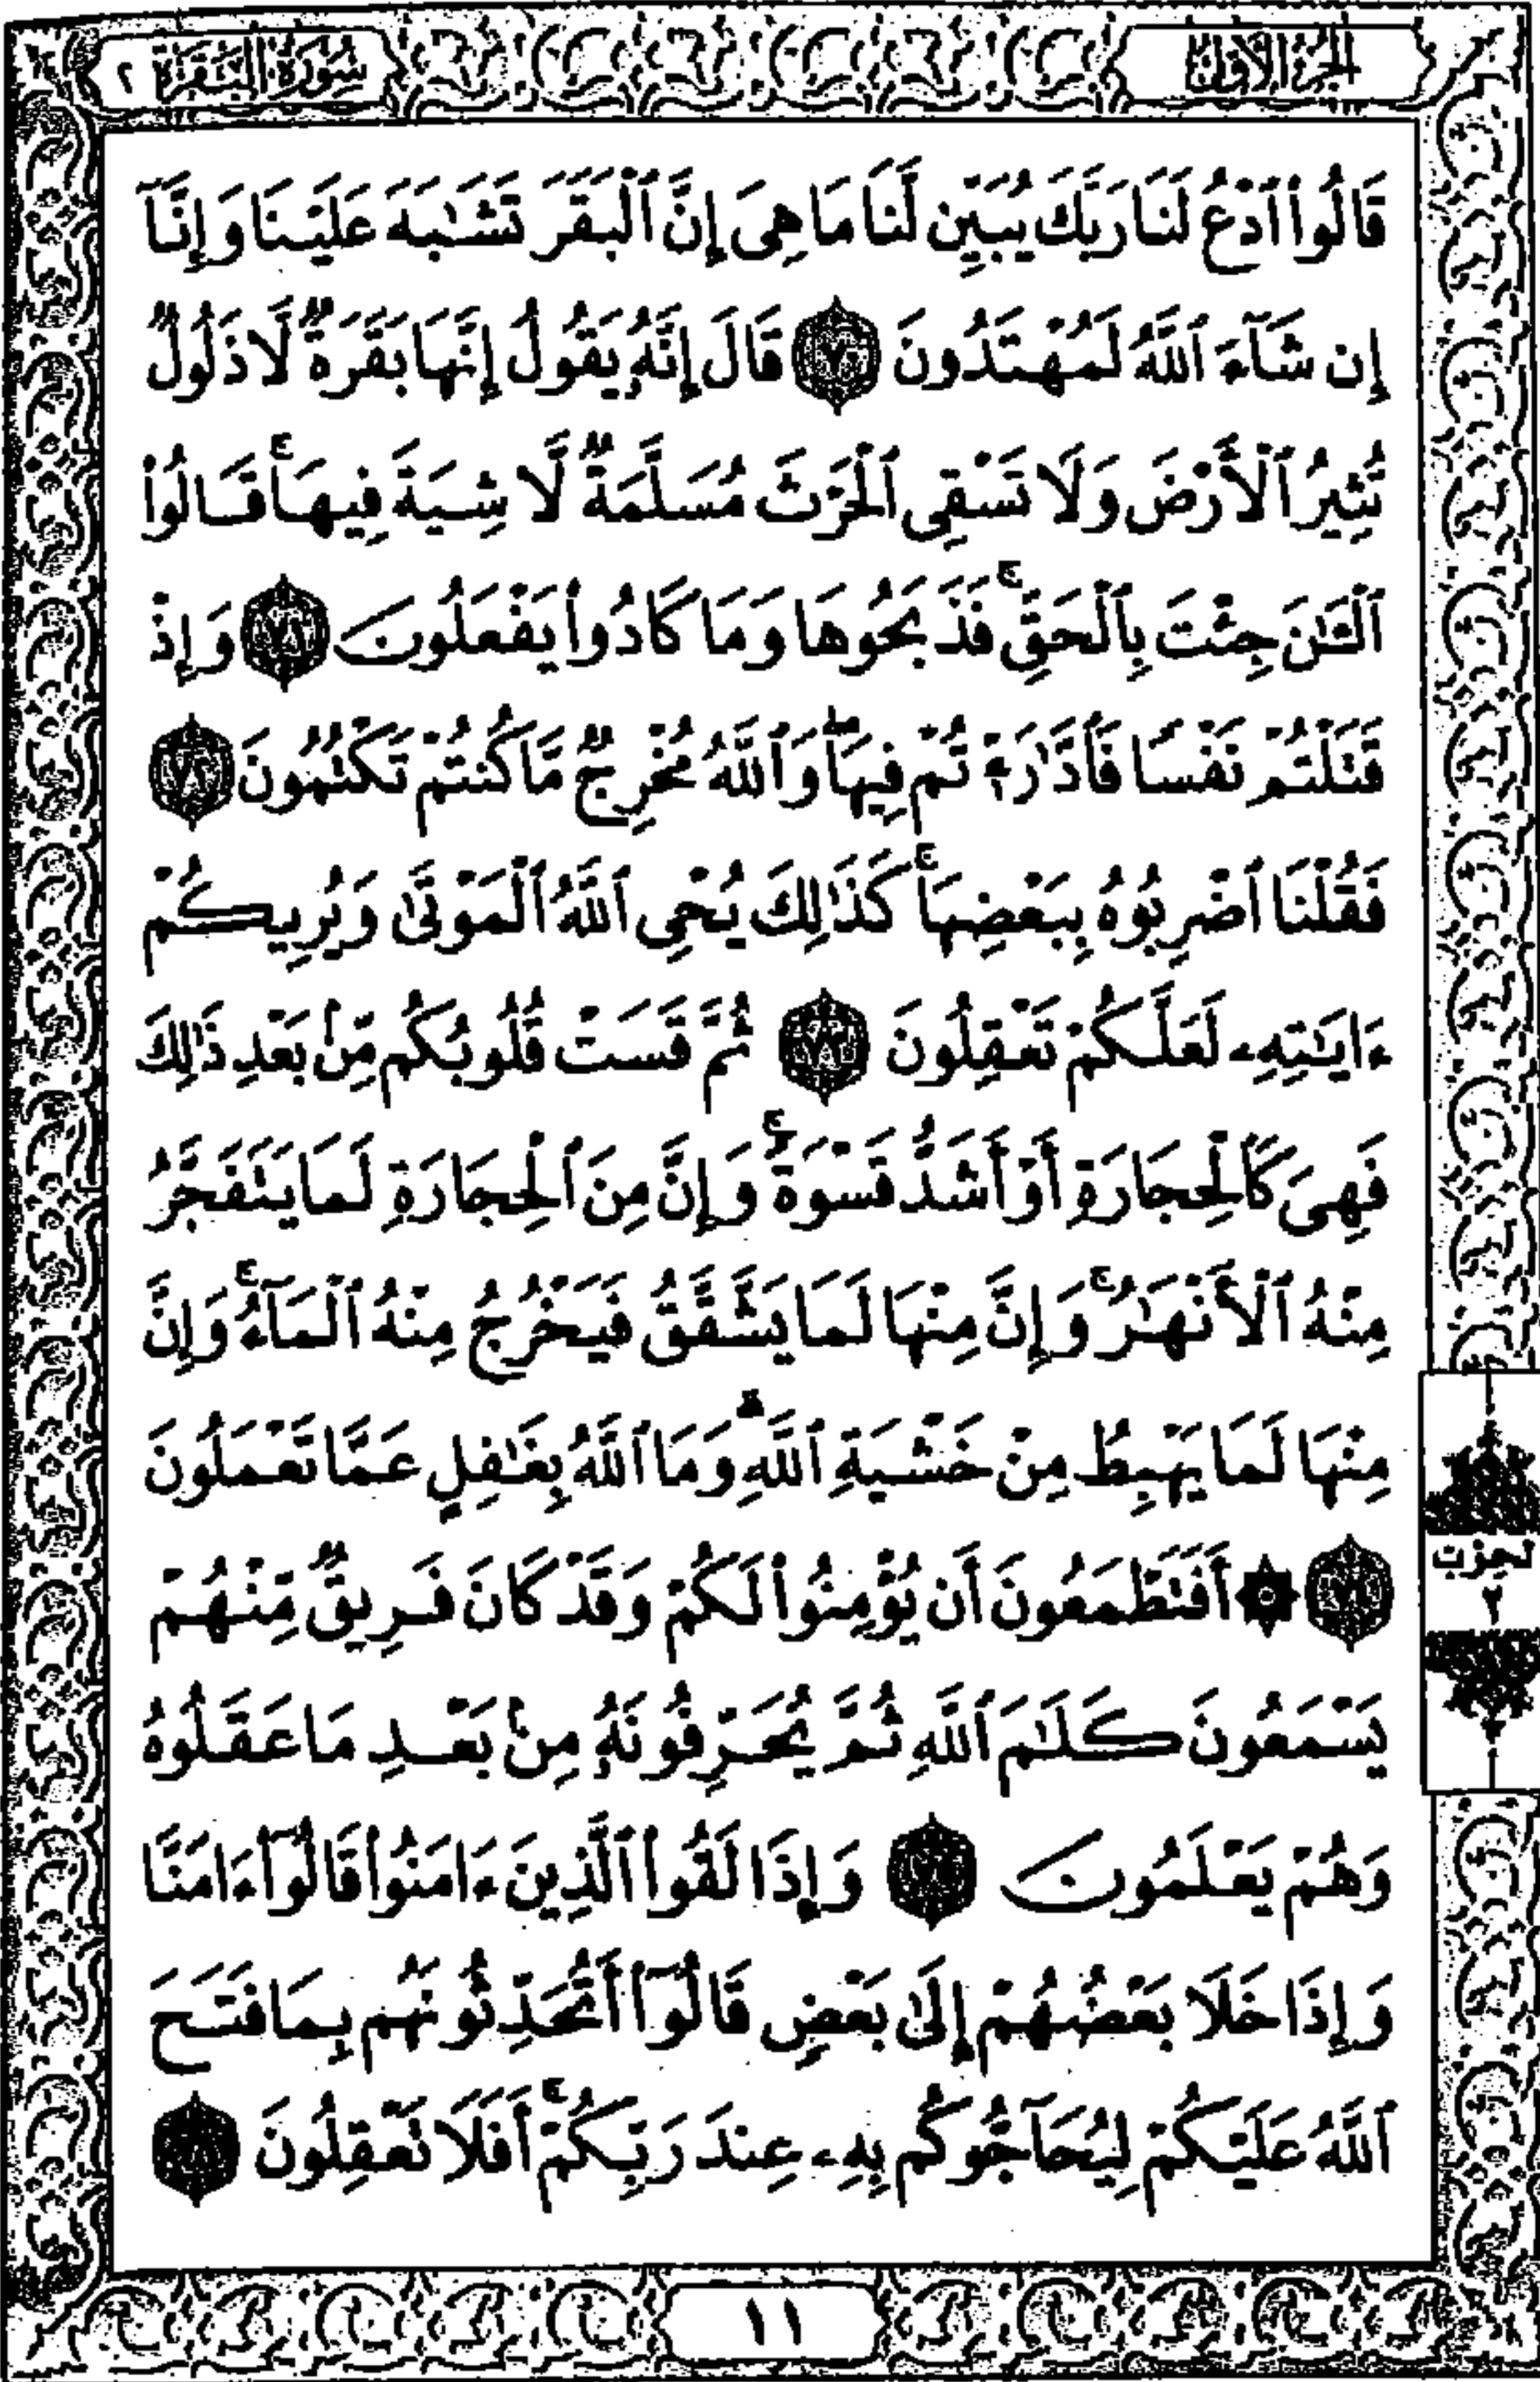 الجزء الأول
سورة البقرة ٢
قَالُوا۟ ٱدْعُ لَنَا رَبَّكَ يُبَيِّن لَّنَا مَا هِىَ إِنَّ ٱلْبَقَرَ تَشَـٰبَهَ عَلَيْنَا وَإِنَّآ
إِن شَآءَ ٱللَّهُ لَمُهْتَدُونَ ٧٠ قَالَ إِنَّهُۥ يَقُولُ إِنَّهَا بَقَرَةٌ لَّا ذَلُولٌ
تُثِيرُ ٱلْأَرْضَ وَلَا تَسْقِى ٱلْحَرْثَ مُسَلَّمَةٌ لَّا شِيَةَ فِيهَا ۚ قَالُوا۟
ٱلْـَٔـٰنَ جِئْتَ بِٱلْحَقِّ ۚ فَذَبَحُوهَا وَمَا كَادُوا۟ يَفْعَلُونَ ٧١ وَإِذْ
قَتَلْتُمْ نَفْسًا فَٱدَّٰرَْٰٔتُمْ فِيهَا ۖ وَٱللَّهُ مُخْرِجٌ مَّا كُنتُمْ تَكْتُمُونَ ٧٢
فَقُلْنَا ٱضْرِبُوهُ بِبَعْضِهَا ۚ كَذَٰلِكَ يُحْىِ ٱللَّهُ ٱلْمَوْتَىٰ وَيُرِيكُمْ
ءَايَـٰتِهِۦ لَعَلَّكُمْ تَعْقِلُونَ ٧٣ ثُمَّ قَسَتْ قُلُوبُكُم مِّنۢ بَعْدِ ذَٰلِكَ
فَهِىَ كَٱلْحِجَارَةِ أَوْ أَشَدُّ قَسْوَةً ۚ وَإِنَّ مِنَ ٱلْحِجَارَةِ لَمَا يَتَفَجَّرُ
مِنْهُ ٱلْأَنْهَـٰرُ ۚ وَإِنَّ مِنْهَا لَمَا يَشَّقَّقُ فَيَخْرُجُ مِنْهُ ٱلْمَآءُ ۚ وَإِنَّ
مِنْهَا لَمَا يَهْبِطُ مِنْ خَشْيَةِ ٱللَّهِ ۗ وَمَا ٱللَّهُ بِغَـٰفِلٍ عَمَّا تَعْمَلُونَ
٧٤ ۞ أَفَتَطْمَعُونَ أَن يُؤْمِنُوا۟ لَكُمْ وَقَدْ كَانَ فَرِيقٌ مِّنْهُمْ
الحزب
٢
يَسْمَعُونَ كَلَـٰمَ ٱللَّهِ ثُمَّ يُحَرِّفُونَهُۥ مِنۢ بَعْدِ مَا عَقَلُوهُ
وَهُمْ يَعْلَمُونَ ٧٥ وَإِذَا لَقُوا۟ ٱلَّذِينَ ءَامَنُوا۟ قَالُوٓا۟ ءَامَنَّا
وَإِذَا خَلَا بَعْضُهُمْ إِلَىٰ بَعْضٍ قَالُوٓا۟ أَتُحَدِّثُونَهُم بِمَا فَتَحَ
ٱللَّهُ عَلَيْكُمْ لِيُحَآجُّوكُم بِهِۦ عِندَ رَبِّكُمْ ۚ أَفَلَا تَعْقِلُونَ ٧٦
١١